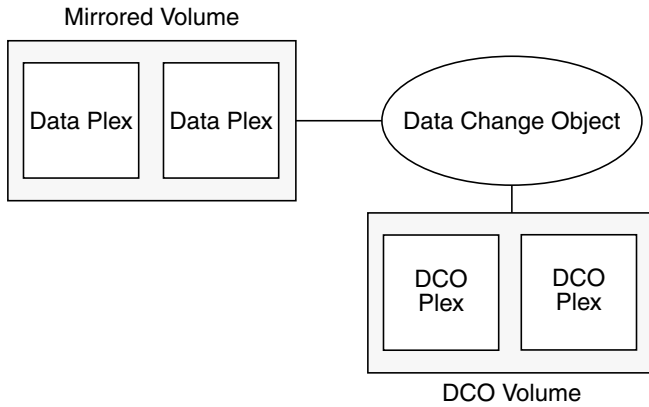 Mirrored Volume
Data Plex
Data Plex
Data Change Object
DCO
Plex
DCO
Plex
DCO Volume